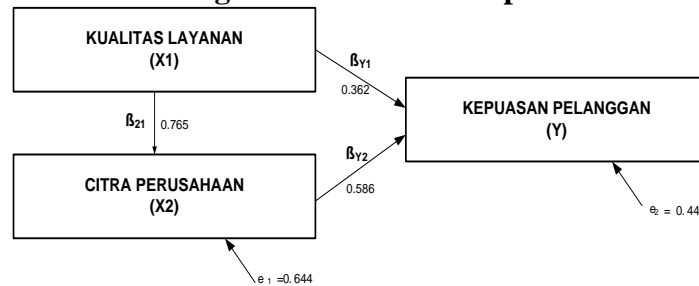 KUALITAS LAYANAN
(X1)
ßY1
0.362
KEPUASAN PELANGGAN
(Y)
ß21
0.765
ßY2
0.586
CITRA PERUSAHAAN
(X2)
e2 = 0.44
e 1 =0.644